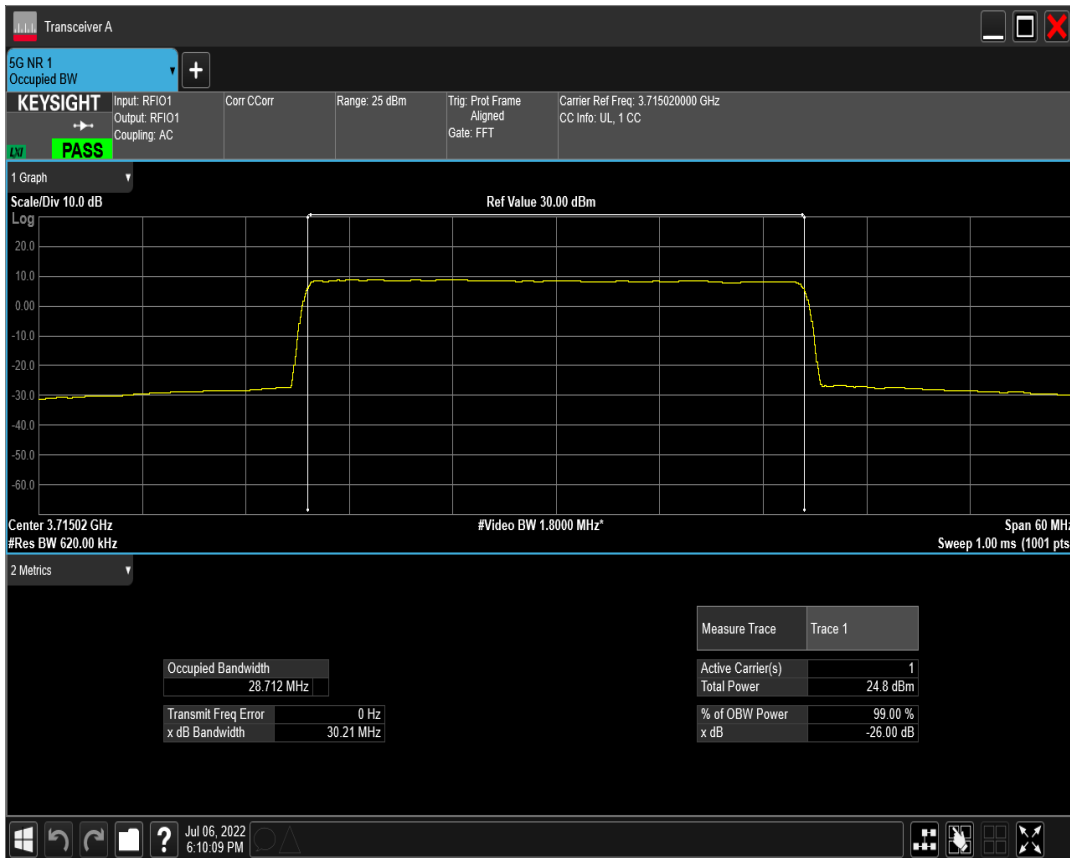 Transceiver A
5G NR 1
Occupied BW
KEYSIGHT
LXI
PASS
Input: RFIO1
Output: RFIO1
Coupling: AC
Corr CCorr
Range: 25 dBm
Trig: Prot Frame
Aligned
Gate: FFT
Carrier Ref Freq: 3.715020000 GHz
CC Info: UL, 1 CC
1 Graph
Scale/Div 10.0 dB
Ref Value 30.00 dBm
Log
20.0
10.0
0.00
-10.0
-20.0
-30.0
-40.0
-50.0
-60.0
Center 3.71502 GHz
#Video BW 1.8000 MHz*
Span 60 MHz
#Res BW 620.00 kHz
Sweep 1.00 ms (1001 pts
2 Metrics
Measure Trace Trace 1
Occupied Bandwidth
28.712 MHz
Active Carrier(s) 1
Total Power 24.8 dBm
Transmit Freq Error 0 Hz
x dB Bandwidth 30.21 MHz
% of OBW Power 99.00 %
x dB -26.00 dB
?
Jul 06, 2022
6:10:09 PM